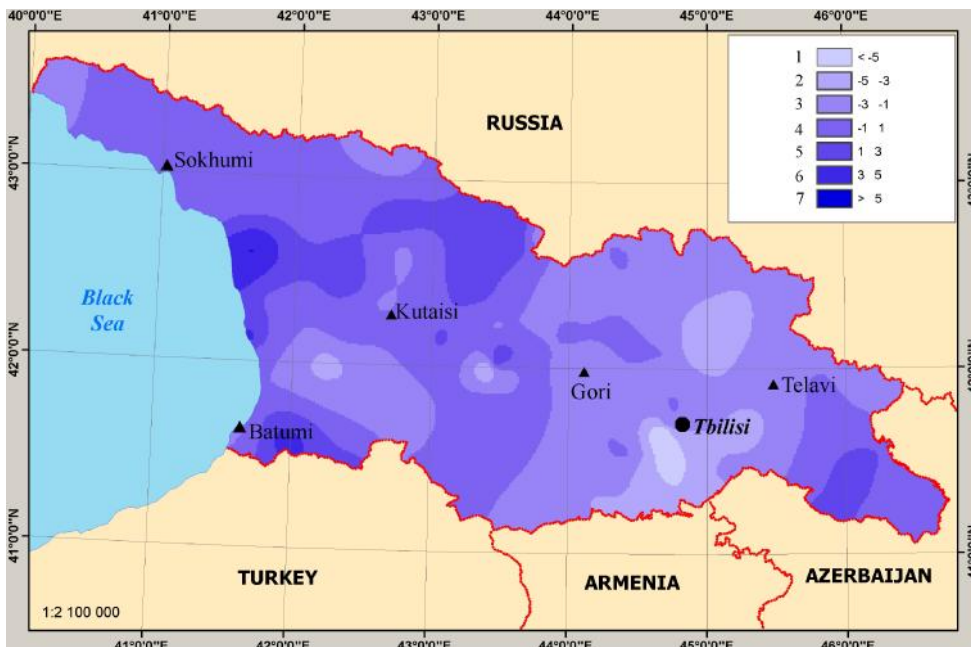 40°0'0"E 41°0'0"E 42°0'0"E 43°0'0"E 44°0'0"E 45°0'0"E 46°0'0"E
1 < -5
2 -5 -3
3 -3 -1
4 -1 1
5 1 3
6 3 5
7 > 5
RUSSIA
43°0'0"N
Sokhumi
Black
Sea
Kutaisi
42°0'0"N
Gori
Telavi
Tbilisi
Batumi
41°0'0"N
TURKEY
ARMENIA
AZERBAIJAN
1:2 100 000
41°0'0"E 42°0'0"E 43°0'0"E 44°0'0"E 45°0'0"E 46°0'0"E